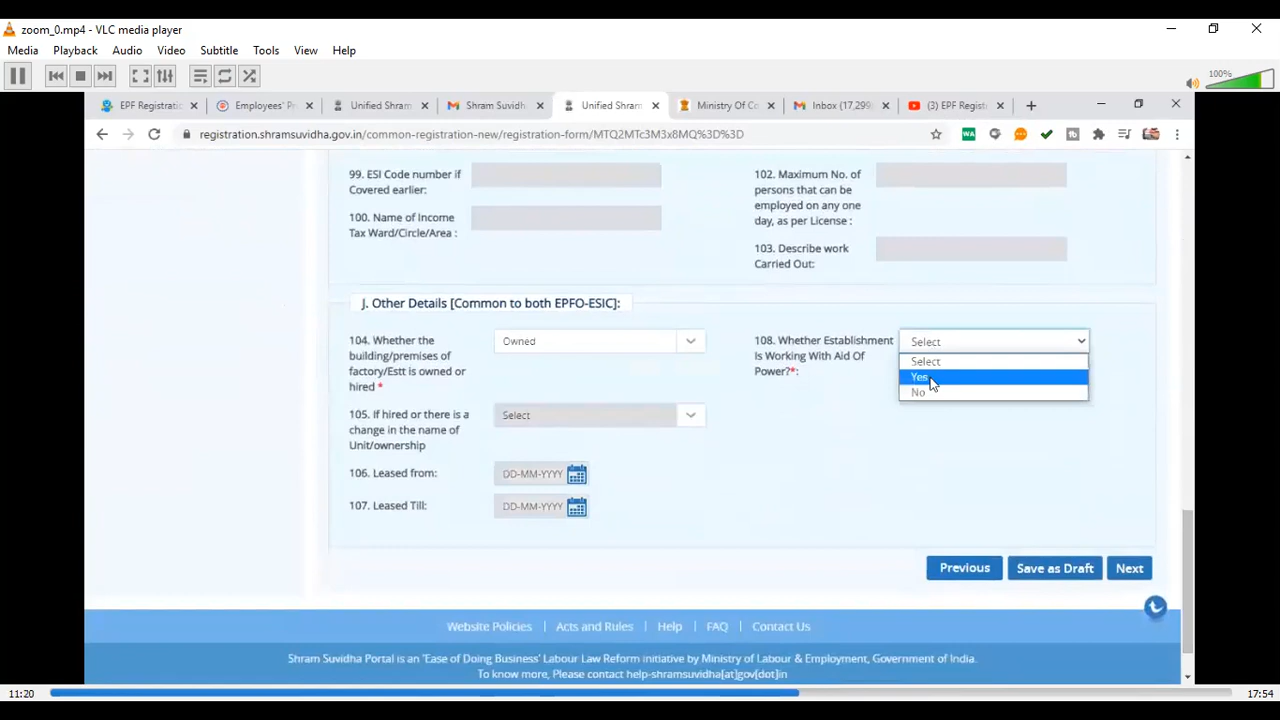 zoom_0.mp4 - VLC media player
Media Playback Audio Video Subtitle Tools View Help
100%
EPF Registratic
Employees' Pr
Unified Shram
Shram Suvidh
Unified Shram
Ministry Of Co
Inbox (17,299)
(3) EPF Regist
registration.shramsuvidha.gov.in/common-registration-new/registration-form/MTQ2MTc3M3x8MQ%3D%3D
WA
99. ESI Code number if
Covered earlier:
100. Name of Income
Tax Ward/Circle/Area :
102. Maximum No. of
persons that can be
employed on any one
day, as per License :
103. Describe work
Carried Out:
J. Other Details [Common to both EPFO-ESIC]:
104. Whether the
building/premises of
factory/Estt is owned or
hired *
Owned
105. If hired or there is a
change in the name of
Unit/ownership
Select
106. Leased from:
DD-MM-YYYY
107. Leased Till:
DD-MM-YYYY
108. Whether Establishment
Is Working With Aid Of
Power?*:
Select
Select
Yes
No
Previous
Save as Draft
Next
Website Policies | Acts and Rules | Help | FAQ | Contact Us
Shram Suvidha Portal is an 'Ease of Doing Business' Labour Law Reform initiative by Ministry of Labour & Employment, Government of India.
To know more, Please contact help-shramsuvidha[at]gov[dot]in
11:20
17:54